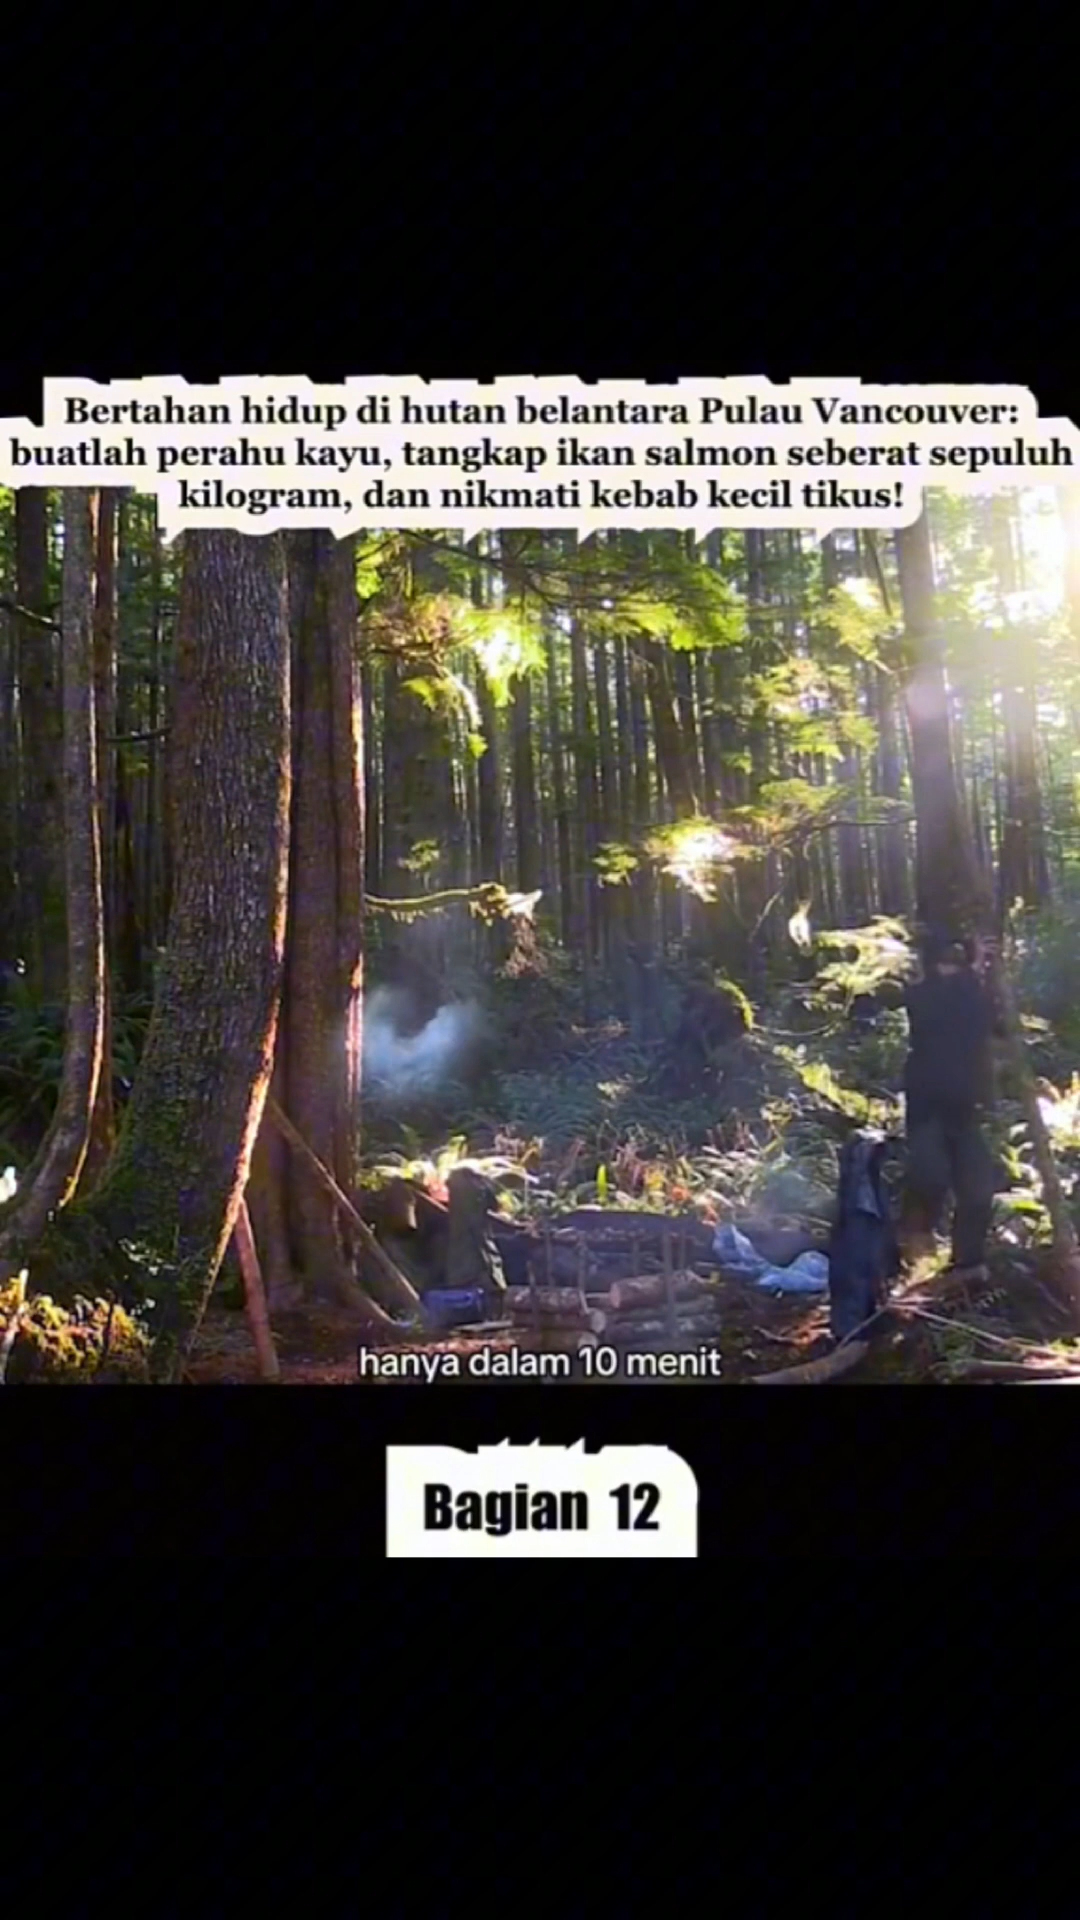 Bertahan hidup di hutan belantara Pulau Vancouver:
buatlah perahu kayu, tangkap ikan salmon seberat sepuluh
kilogram, dan nikmati kebab kecil tikus!
hanya dalam 10 menit
Bagian 12